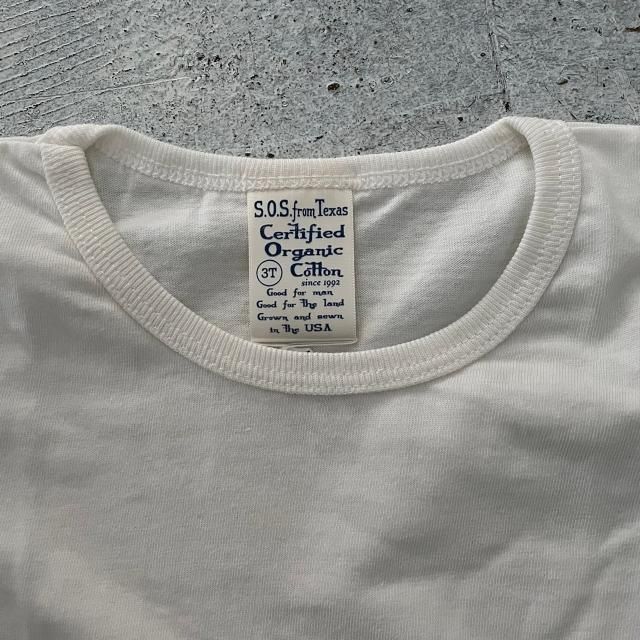 S.O.S. from Texas
Certified
Organic
3T Cotton
since 1992
Good for man
Good for the land
Grown and sewn
in the USA